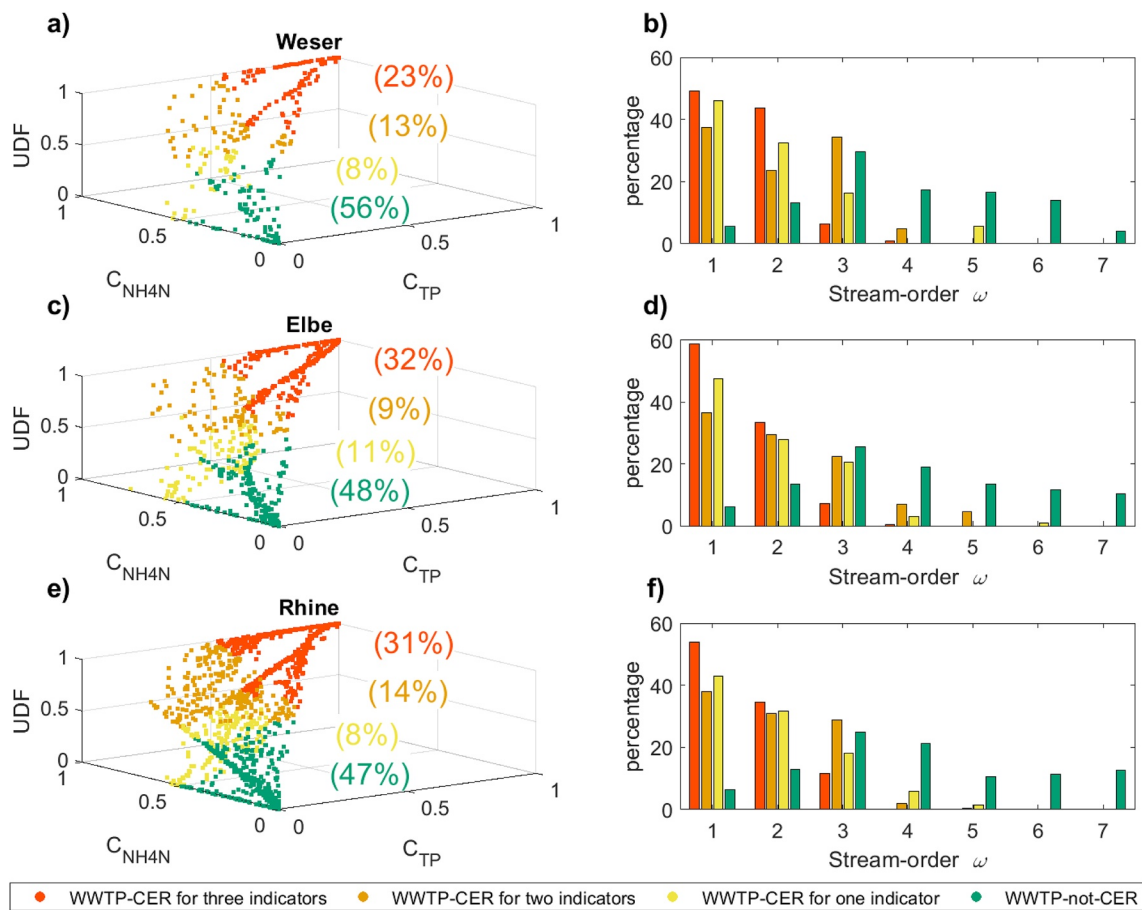 a)
Weser
(23%)
(13%)
(8%)
(56%)
UDF
1
0.5
0
1
0.5
0
0
0.5
1
C_NH4N
C_TP
b)
percentage
60
40
20
0
1 2 3 4 5 6 7
Stream-order ω
c)
Elbe
(32%)
(9%)
(11%)
(48%)
UDF
1
0.5
0
1
0.5
0
0
0.5
1
C_NH4N
C_TP
d)
percentage
60
40
20
0
1 2 3 4 5 6 7
Stream-order ω
e)
Rhine
(31%)
(14%)
(8%)
(47%)
UDF
1
0.5
0
1
0.5
0
0
0.5
1
C_NH4N
C_TP
f)
percentage
60
40
20
0
1 2 3 4 5 6 7
Stream-order ω
WWTP-CER for three indicators
WWTP-CER for two indicators
WWTP-CER for one indicator
WWTP-not-CER